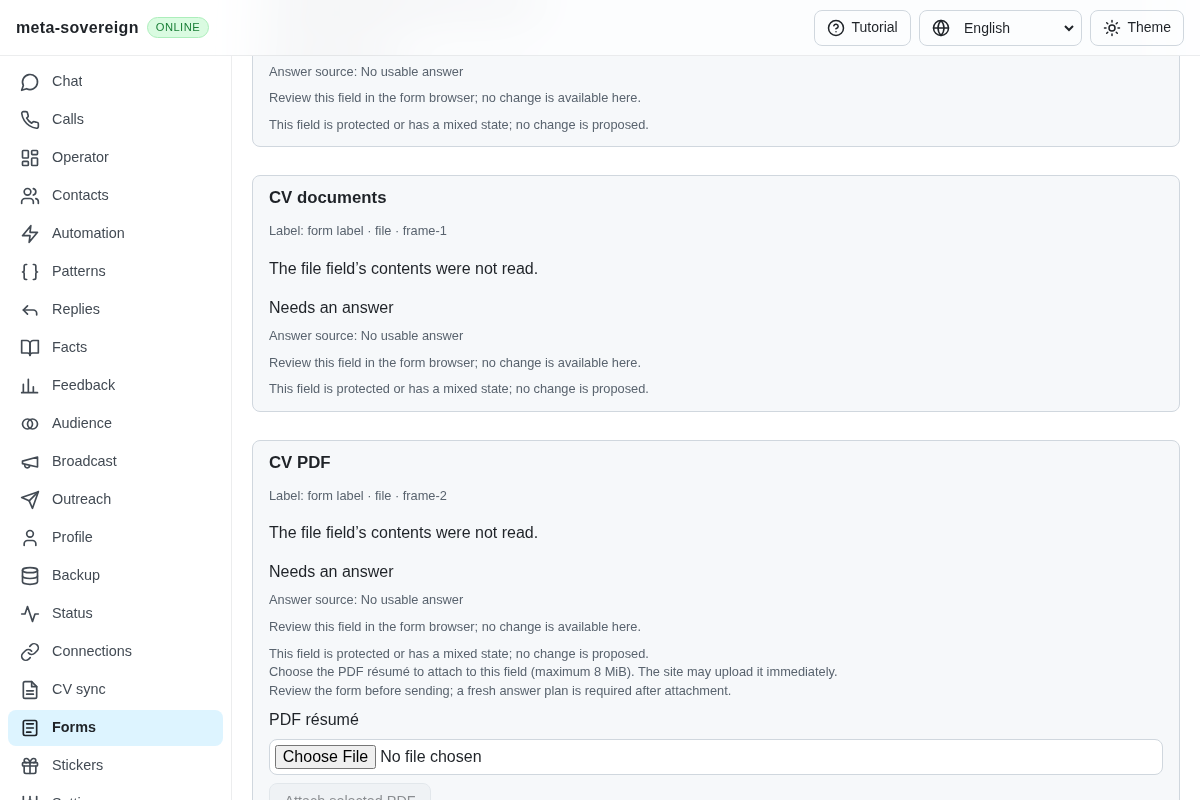 meta-sovereign
ONLINE
Tutorial
English
Theme
Chat
Calls
Operator
Contacts
Automation
Patterns
Replies
Facts
Feedback
Audience
Broadcast
Outreach
Profile
Backup
Status
Connections
CV sync
Forms
Stickers
Answer source: No usable answer
Review this field in the form browser; no change is available here.
This field is protected or has a mixed state; no change is proposed.
CV documents
Label: form label · file · frame-1
The file field’s contents were not read.
Needs an answer
Answer source: No usable answer
Review this field in the form browser; no change is available here.
This field is protected or has a mixed state; no change is proposed.
CV PDF
Label: form label · file · frame-2
The file field’s contents were not read.
Needs an answer
Answer source: No usable answer
Review this field in the form browser; no change is available here.
This field is protected or has a mixed state; no change is proposed.
Choose the PDF résumé to attach to this field (maximum 8 MiB). The site may upload it immediately.
Review the form before sending; a fresh answer plan is required after attachment.
PDF résumé
Choose File No file chosen
Attach selected PDF